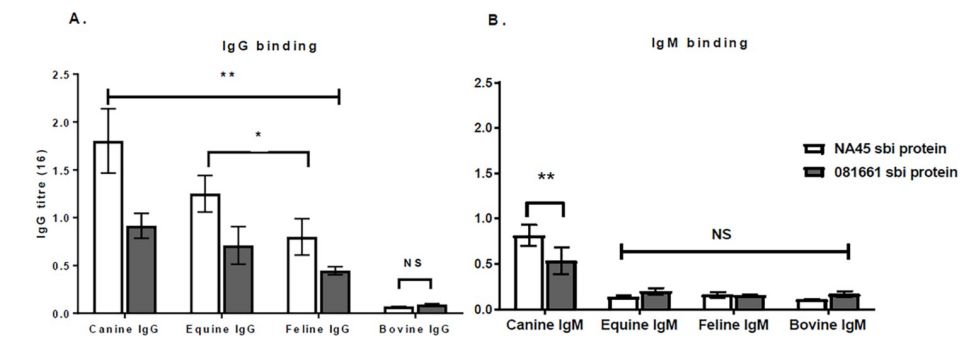 A.
IgG binding
**
*
NS
IgG titre (16)
2.5
2.0
1.5
1.0
0.5
0.0
Canine IgG Equine IgG Feline IgG Bovine IgG
B.
IgM binding
2.5
2.0
1.5
1.0
0.5
0.0
**
NS
Canine IgM Equine IgM Feline IgM Bovine IgM
NA45 sbi protein
081661 sbi protein